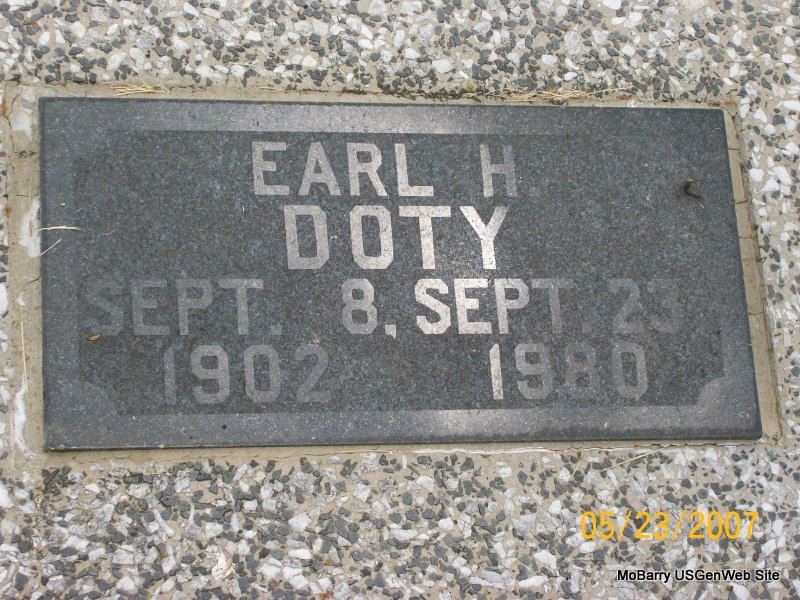 EARL H.
DOTY
SEPT. 8, SEPT. 23
1902 1980
05/23/2007
MoBarry USGenWeb Site